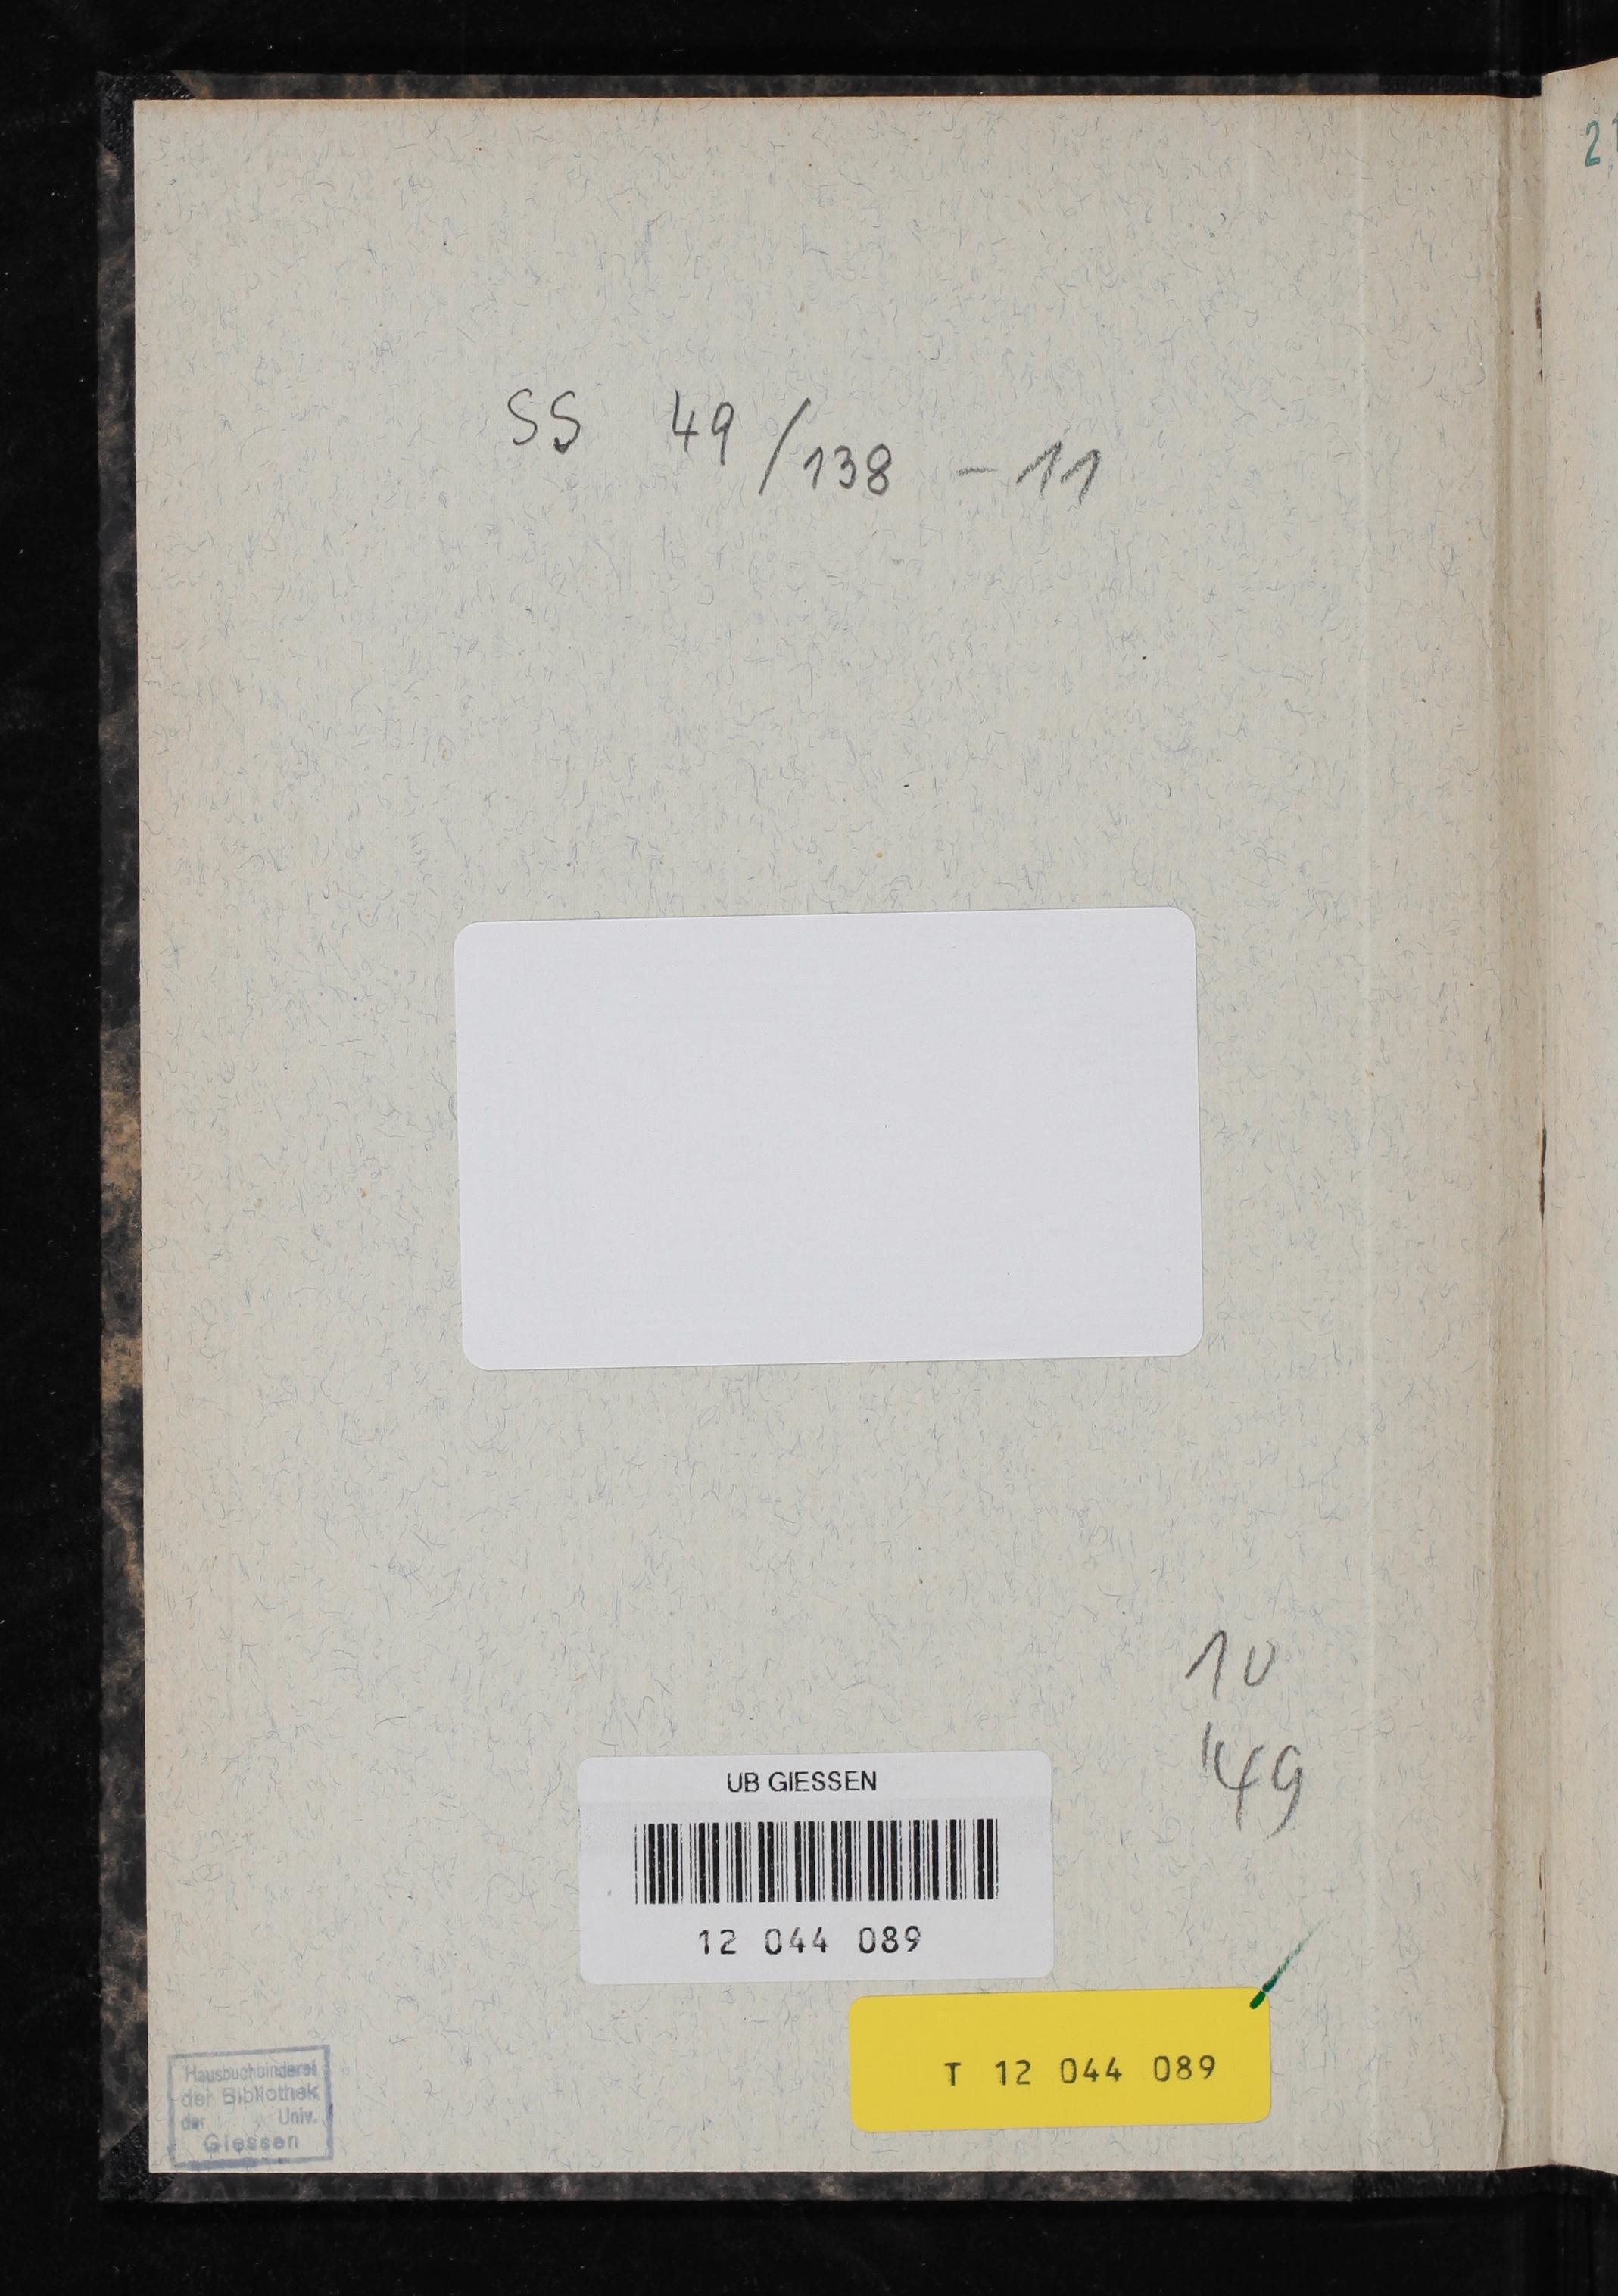 SS 49/138 - 11
10
49
UB GIESSEN
12 044 089
T 12 044 089
Hausbuchbinderei
der Bibliothek
der Univ.
Giessen